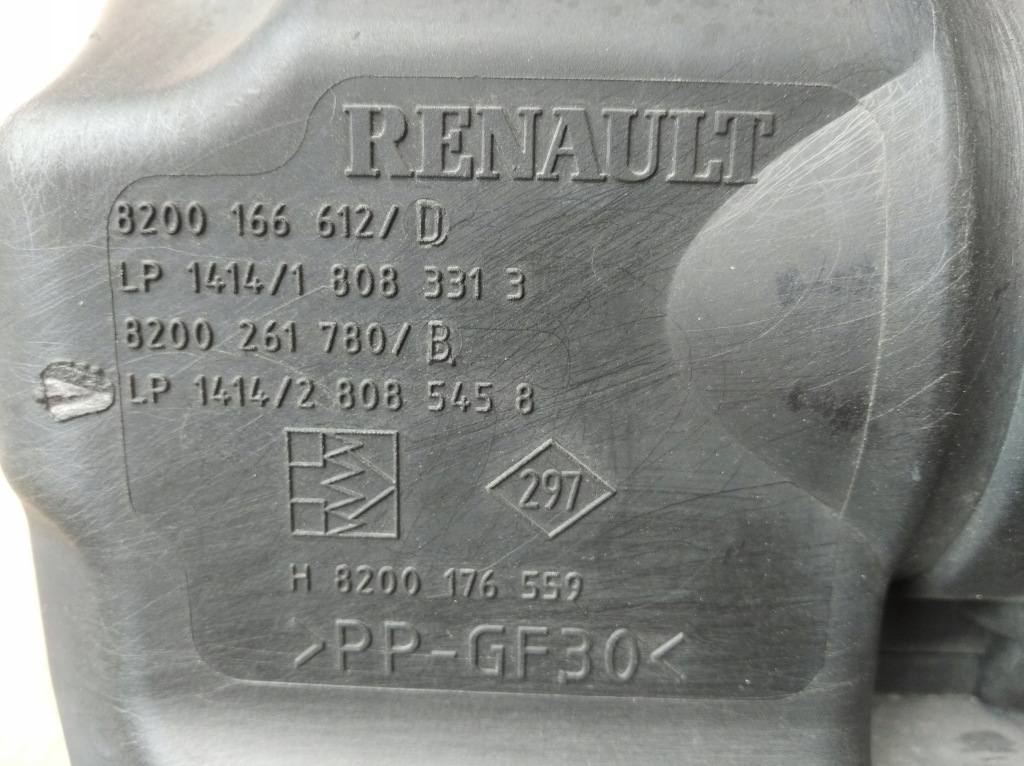 RENAULT
8200 166 612/ D
LP 1414/1 808 331 3
8200 261 780/ B
LP 1414/2 808 545 8
297
H 8200 176 559
>PP-GF30<